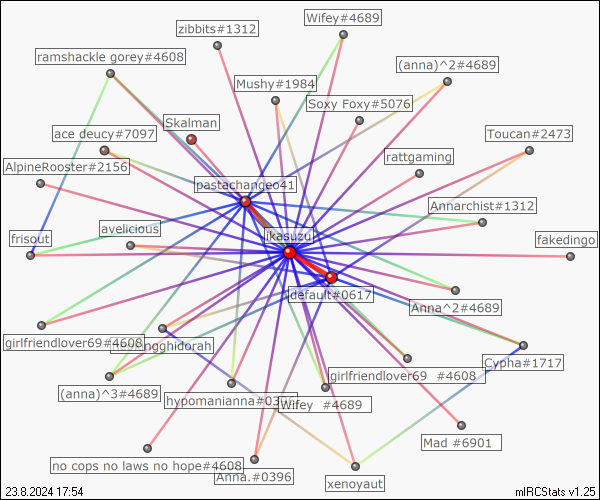 zibbits#1312
Wifey#4689
ramshackle gorey#4608
(anna)^2#4689
Mushy#1984
Soxy Foxy#5076
Skalman
ace deucy#7097
Toucan#2473
rattgaming
AlpineRooster#2156
pastachangeo41
Annarchist#1312
avelicious
ikasuzu
frisout
fakedingo
default#0617
Anna^2#4689
girlfriendlover69#4608
girlfriendlover69 #4608
Cypha#1717
(anna)^3#4689
hypomanianna#0396
Wifey #4689
Mad #6901
no cops no laws no hope#4608
Anna.#0396
xenoyaut
23.8.2024 17:54
mIRCStats v1.25